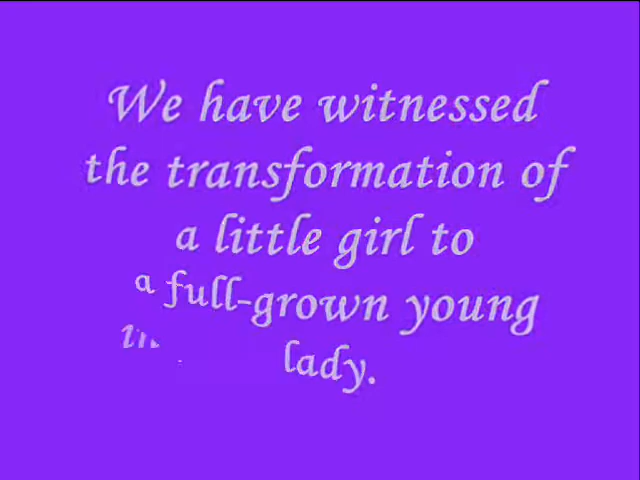 We have witnessed
the transformation of
a little girl to
a full-grown young
lady.